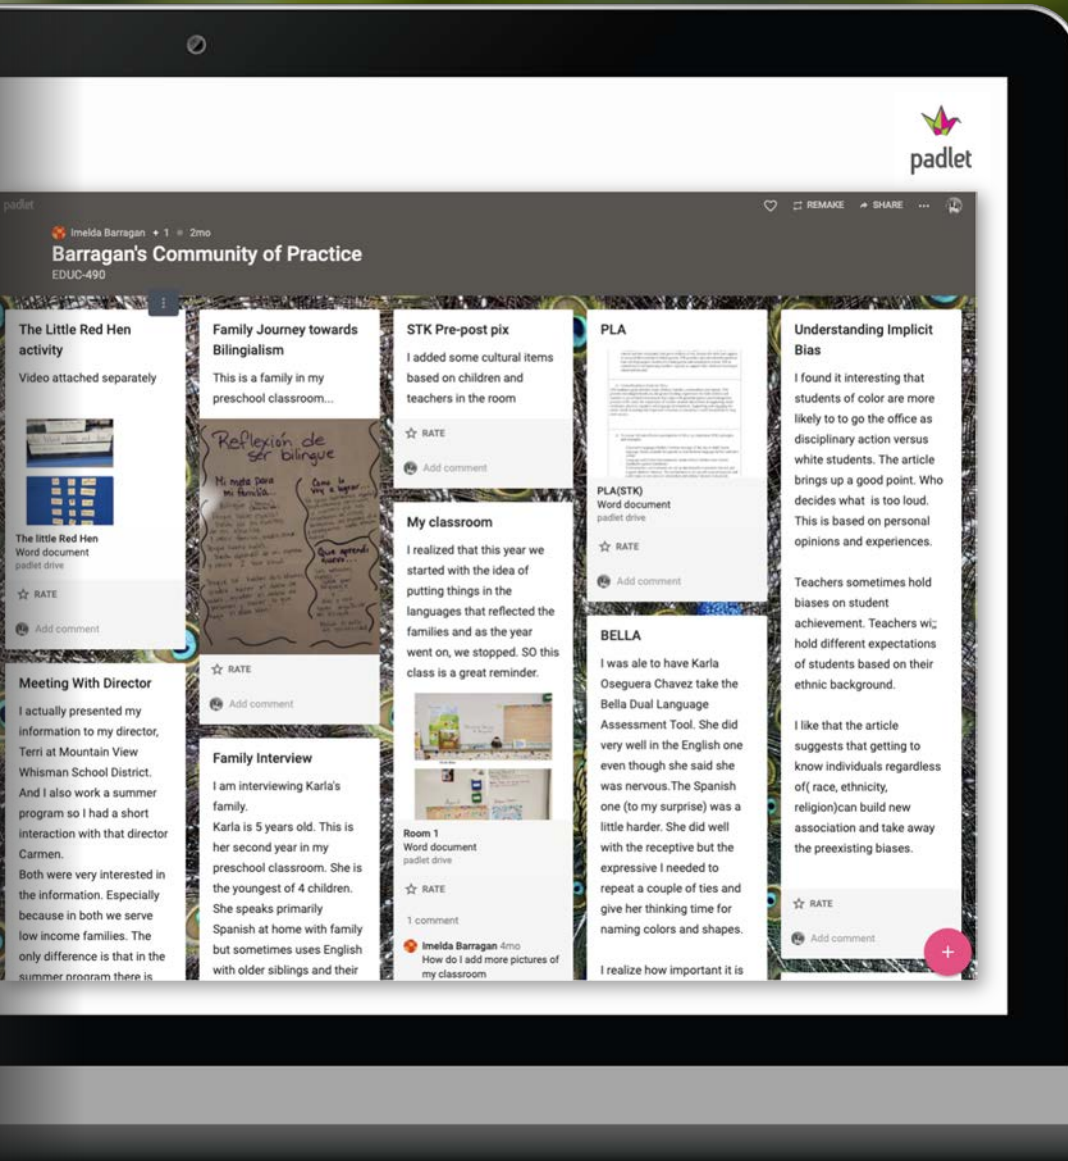 padlet
padlet
REMAKE
SHARE
Imelda Barragan + 1 2mo
Barragan's Community of Practice
EDUC-490
The Little Red Hen
activity
Video attached separately
The little Red Hen
Word document
padlet drive
RATE
Add comment
Meeting With Director
I actually presented my
information to my director,
Terri at Mountain View
Whisman School District.
And I also work a summer
program so I had a short
interaction with that director
Carmen.
Both were very interested in
the information. Especially
because in both we serve
low income families. The
only difference is that in the
summer program there is
Family Journey towards
Bilingialism
This is a family in my
preschool classroom...
Reflexión de
ser bilingue
Mi meta para
mi familia
Como lo
voy a lograr
Que aprendi
nuevo
RATE
Add comment
Family Interview
I am interviewing Karla's
family.
Karla is 5 years old. This is
her second year in my
preschool classroom. She is
the youngest of 4 children.
She speaks primarily
Spanish at home with family
but sometimes uses English
with older siblings and their
STK Pre-post pix
I added some cultural items
based on children and
teachers in the room
RATE
Add comment
My classroom
I realized that this year we
started with the idea of
putting things in the
languages that reflected the
families and as the year
went on, we stopped. SO this
class is a great reminder.
Room 1
Word document
padlet drive
RATE
1 comment
Imelda Barragan 4mo
How do I add more pictures of
my classroom
PLA
PLA(STK)
Word document
padlet drive
RATE
Add comment
BELLA
I was ale to have Karla
Oseguera Chavez take the
Bella Dual Language
Assessment Tool. She did
very well in the English one
even though she said she
was nervous.The Spanish
one (to my surprise) was a
little harder. She did well
with the receptive but the
expressive I needed to
repeat a couple of ties and
give her thinking time for
naming colors and shapes.
I realize how important it is
Understanding Implicit
Bias
I found it interesting that
students of color are more
likely to to go the office as
disciplinary action versus
white students. The article
brings up a good point. Who
decides what is too loud.
This is based on personal
opinions and experiences.
Teachers sometimes hold
biases on student
achievement. Teachers wi;;
hold different expectations
of students based on their
ethnic background.
I like that the article
suggests that getting to
know individuals regardless
of( race, ethnicity,
religion)can build new
association and take away
the preexisting biases.
RATE
Add comment